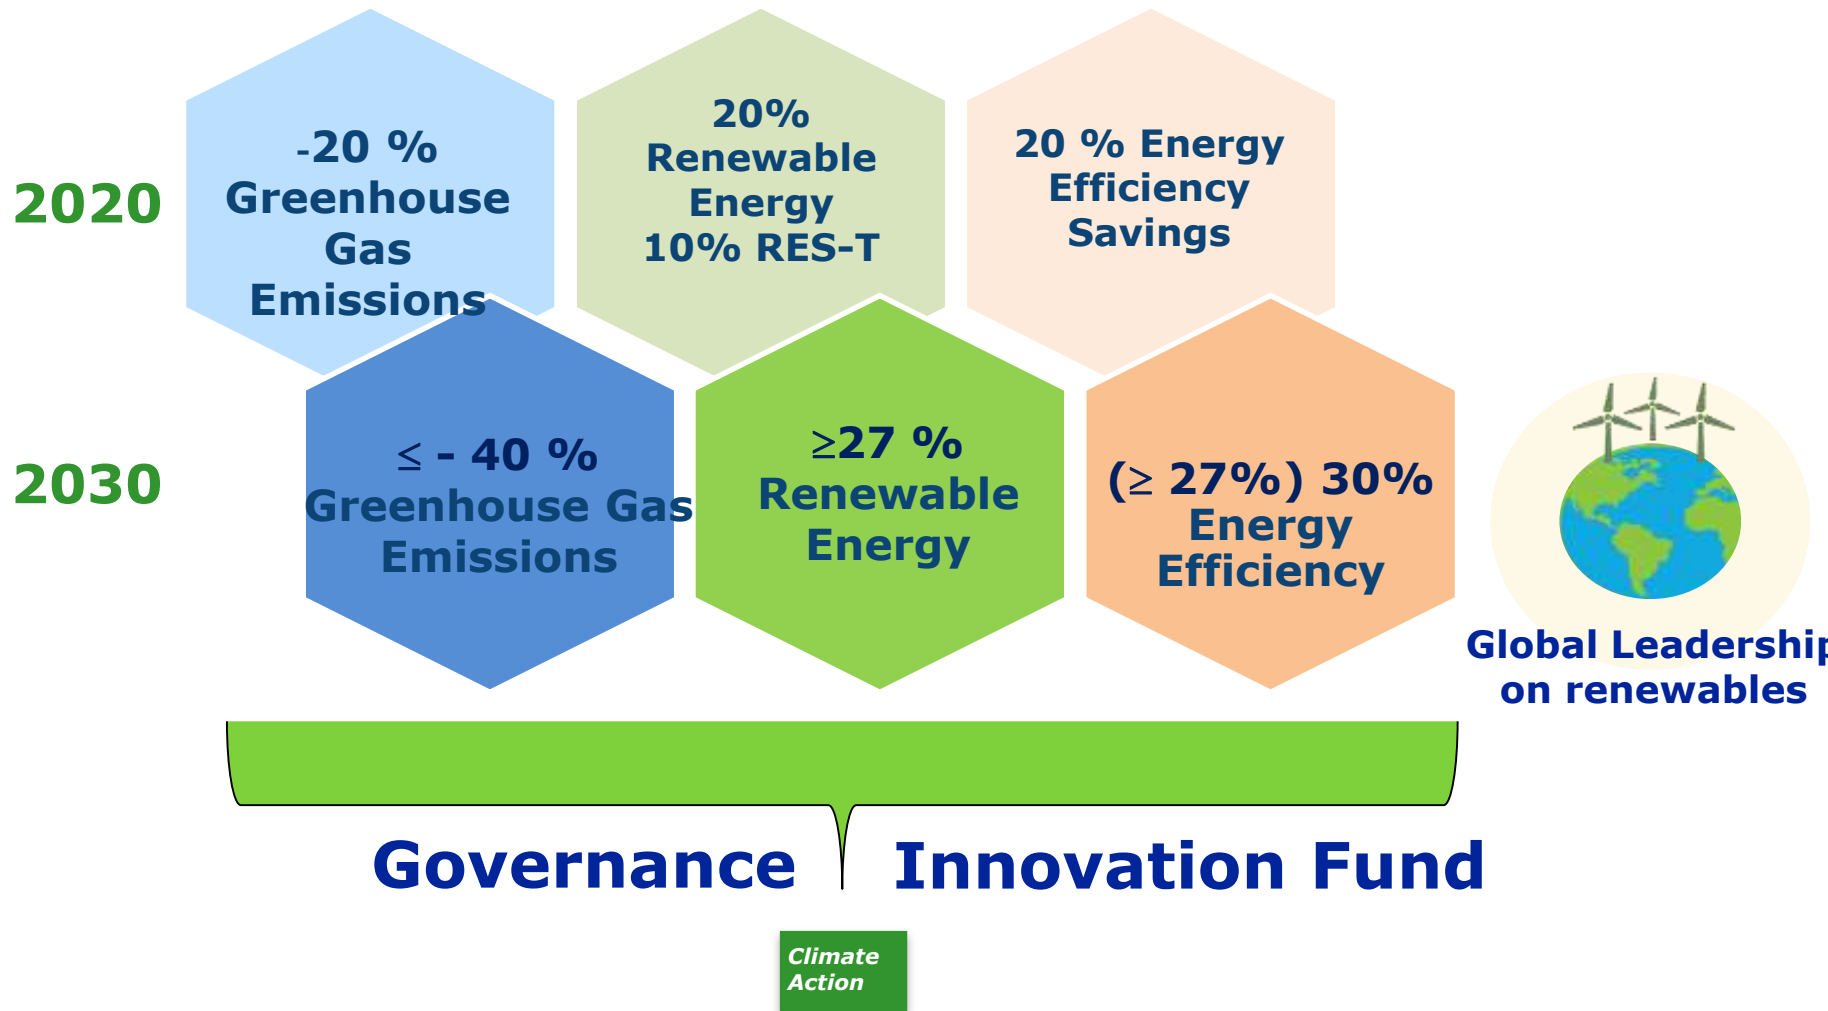 2020
-20 %
Greenhouse
Gas
Emissions
20%
Renewable
Energy
10% RES-T
20 % Energy
Efficiency
Savings
2030
≤ - 40 %
Greenhouse Gas
Emissions
≥27 %
Renewable
Energy
(≥ 27%) 30%
Energy
Efficiency
Global Leadership
on renewables
Governance
Innovation Fund
Climate
Action